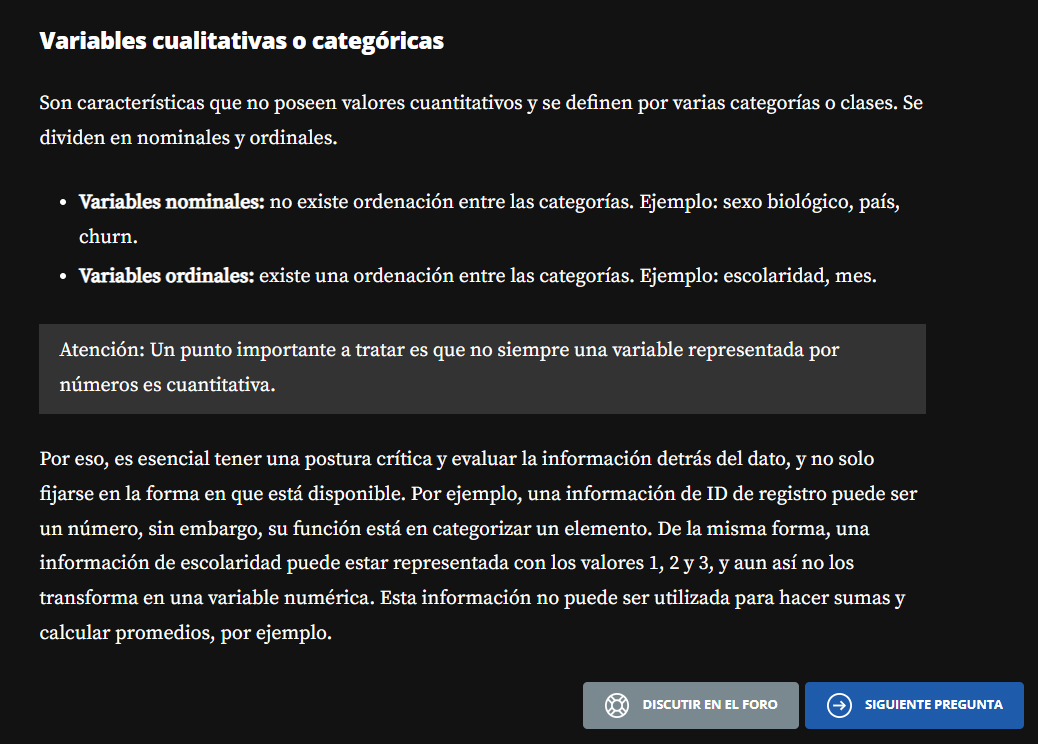 Variables cualitativas o categóricas
Son características que no poseen valores cuantitativos y se definen por varias categorías o clases. Se
dividen en nominales y ordinales.
• Variables nominales: no existe ordenación entre las categorías. Ejemplo: sexo biológico, país,
churn.
• Variables ordinales: existe una ordenación entre las categorías. Ejemplo: escolaridad, mes.
Atención: Un punto importante a tratar es que no siempre una variable representada por
números es cuantitativa.
Por eso, es esencial tener una postura crítica y evaluar la información detrás del dato, y no solo
fijarse en la forma en que está disponible. Por ejemplo, una información de ID de registro puede ser
un número, sin embargo, su función está en categorizar un elemento. De la misma forma, una
información de escolaridad puede estar representada con los valores 1, 2 y 3, y aun así no los
transforma en una variable numérica. Esta información no puede ser utilizada para hacer sumas y
calcular promedios, por ejemplo.
DISCUTIR EN EL FORO
SIGUIENTE PREGUNTA